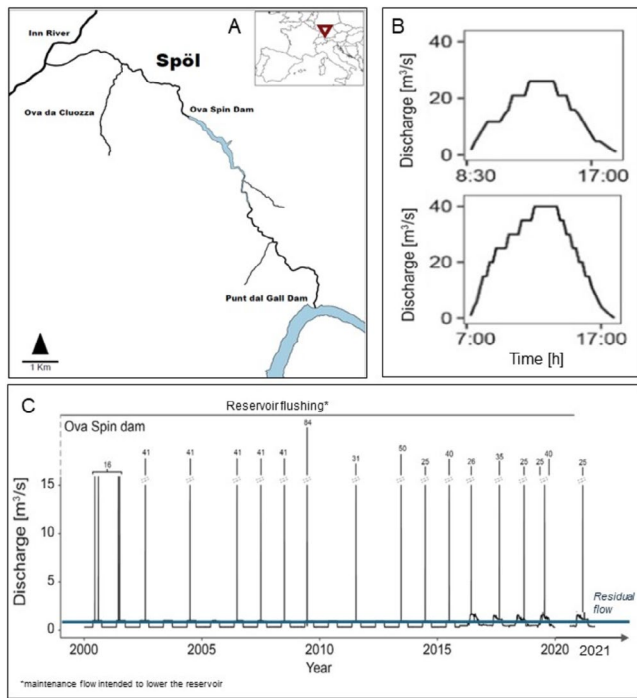 A
Inn River
Spöl
Ova da Cluozza
Ova Spin Dam
Punt dal Gall Dam
1 Km
B
Discharge [m³/s]
40
20
0
8:30 17:00
Discharge [m³/s]
40
20
0
7:00 17:00
Time [h]
C
Reservoir flushing*
Ova Spin dam
16 41 41 41 41 41 84 31 50 25 40 26 35 25 25 40 25
Discharge [m³/s]
15
10
5
0
Residual
flow
2000 2005 2010 2015 2020 2021
Year
*maintenance flow intended to lower the reservoir